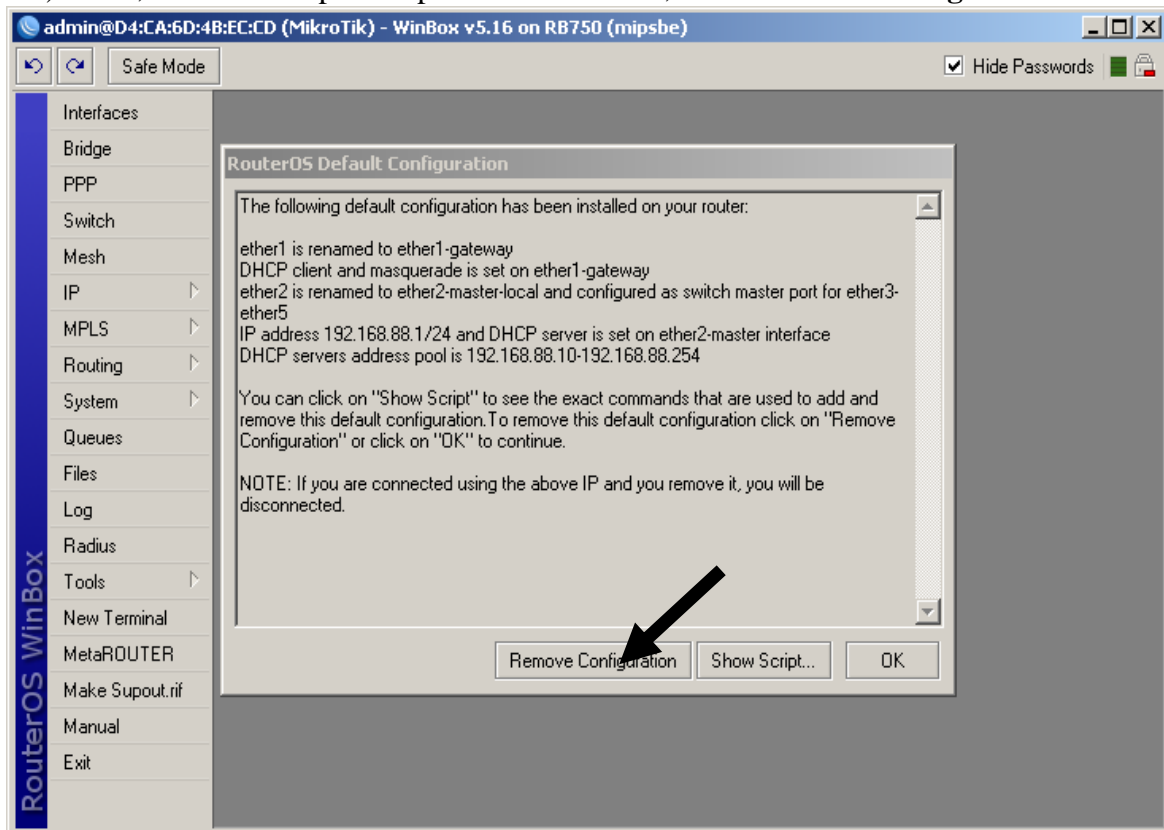 admin@D4:CA:6D:4B:EC:CD (MikroTik) - WinBox v5.16 on RB750 (mipsbe)
Safe Mode
Hide Passwords
Interfaces
Bridge
PPP
Switch
Mesh
IP
MPLS
Routing
System
Queues
Files
Log
Radius
Tools
New Terminal
MetaROUTER
Make Supout.rif
Manual
Exit
RouterOS WinBox
RouterOS Default Configuration
The following default configuration has been installed on your router:
ether1 is renamed to ether1-gateway
DHCP client and masquerade is set on ether1-gateway
ether2 is renamed to ether2-master-local and configured as switch master port for ether3-
ether5
IP address 192.168.88.1/24 and DHCP server is set on ether2-master interface
DHCP servers address pool is 192.168.88.10-192.168.88.254
You can click on "Show Script" to see the exact commands that are used to add and
remove this default configuration.To remove this default configuration click on "Remove
Configuration" or click on "OK" to continue.
NOTE: If you are connected using the above IP and you remove it, you will be
disconnected.
Remove Configuration
Show Script...
OK